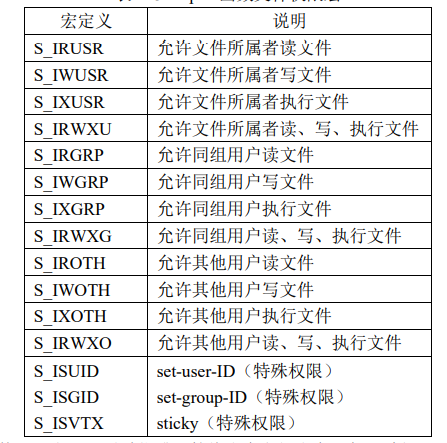 宏定义 说明
S_IRUSR 允许文件所属者读文件
S_IWUSR 允许文件所属者写文件
S_IXUSR 允许文件所属者执行文件
S_IRWXU 允许文件所属者读、写、执行文件
S_IRGRP 允许同组用户读文件
S_IWGRP 允许同组用户写文件
S_IXGRP 允许同组用户执行文件
S_IRWXG 允许同组用户读、写、执行文件
S_IROTH 允许其他用户读文件
S_IWOTH 允许其他用户写文件
S_IXOTH 允许其他用户执行文件
S_IRWXO 允许其他用户读、写、执行文件
S_ISUID set-user-ID（特殊权限）
S_ISGID set-group-ID（特殊权限）
S_ISVTX sticky（特殊权限）